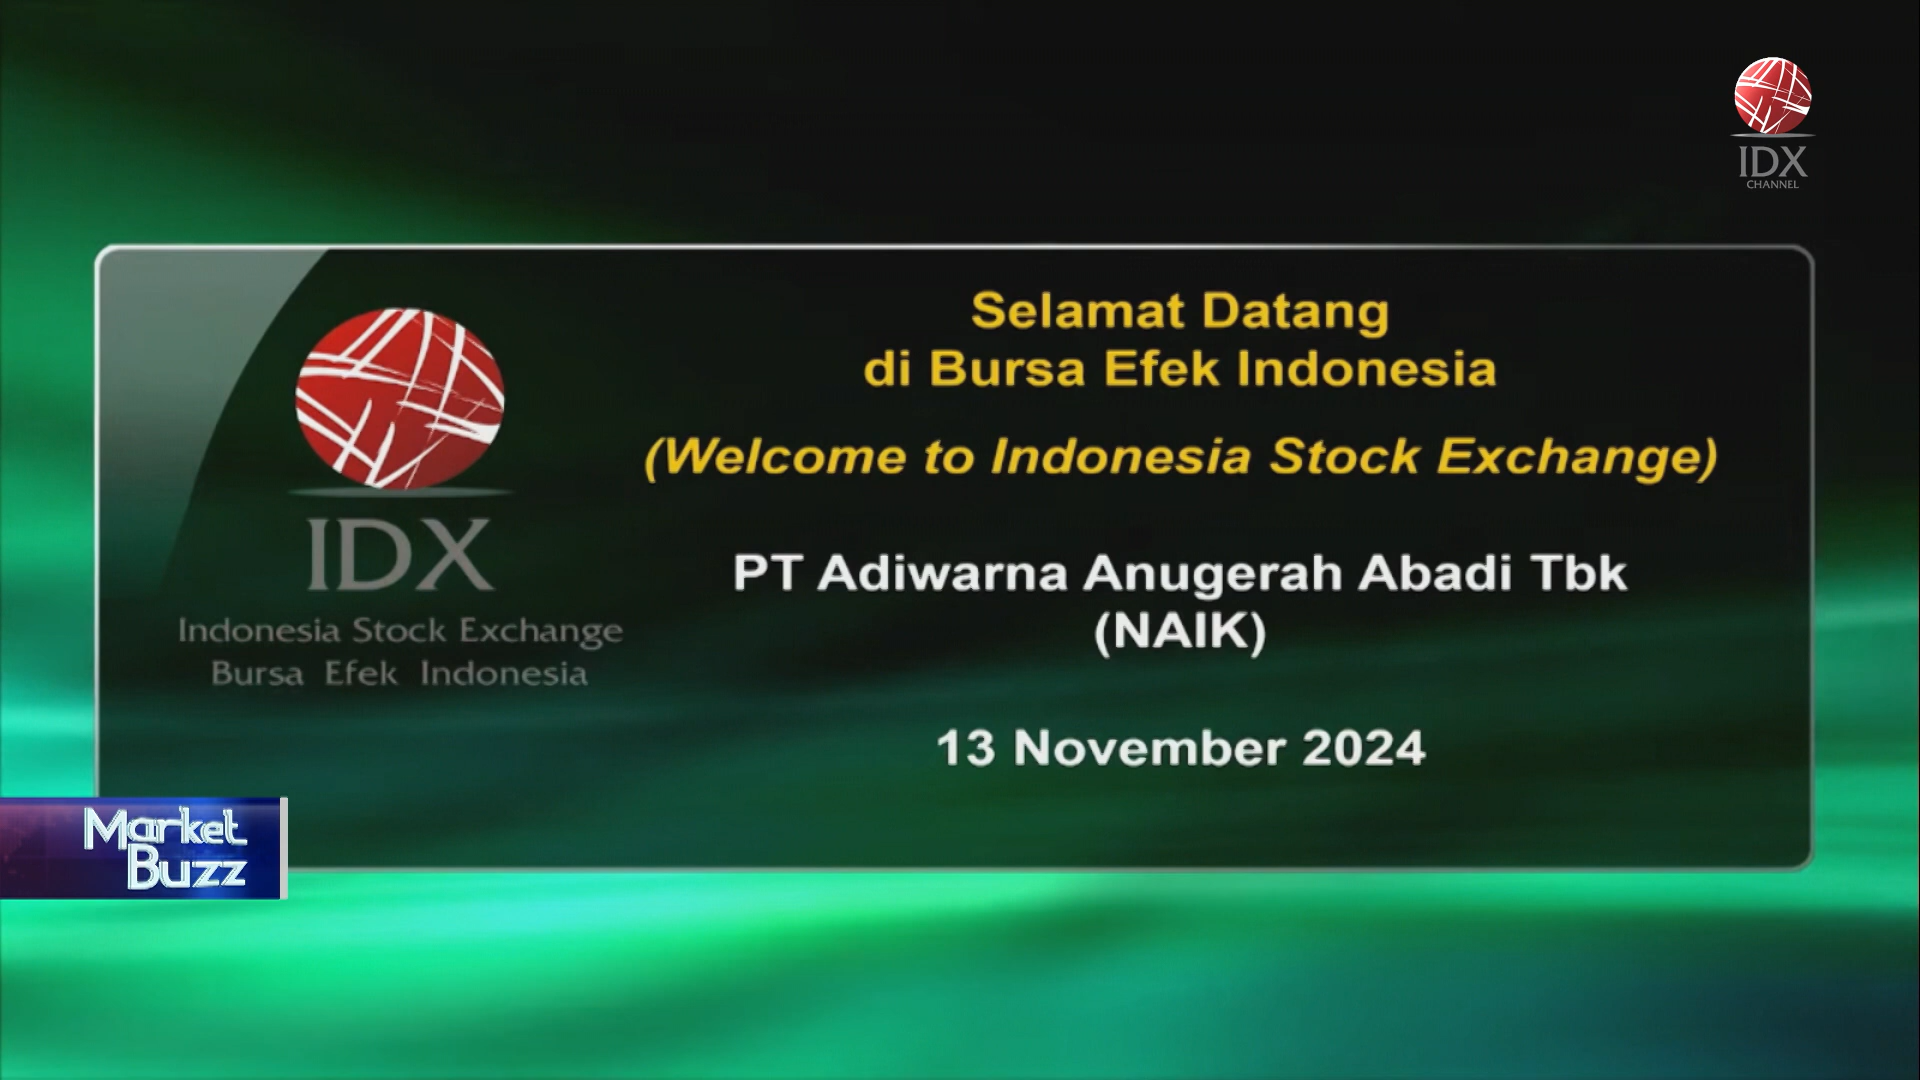 IDX
CHANNEL
Selamat Datang
di Bursa Efek Indonesia
(Welcome to Indonesia Stock Exchange)
IDX
Indonesia Stock Exchange
Bursa Efek Indonesia
PT Adiwarna Anugerah Abadi Tbk
(NAIK)
13 November 2024
Market
Buzz